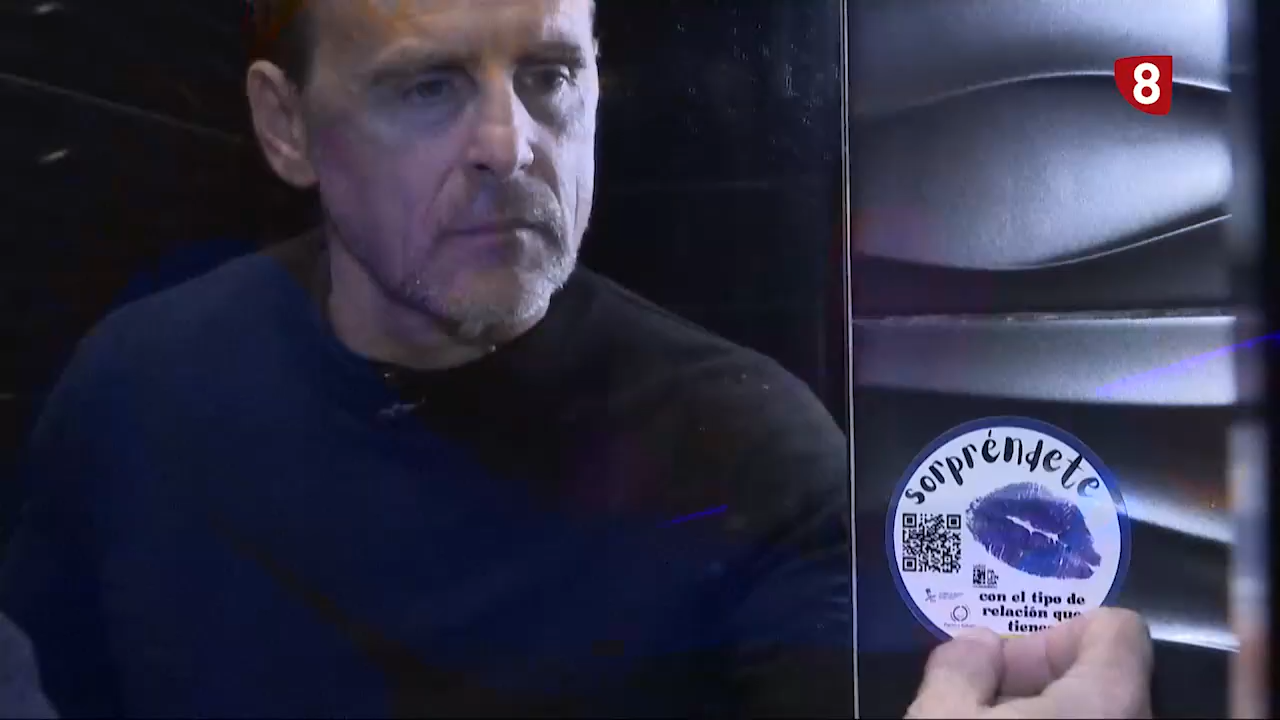 8
sorpréndete
con el tipo de
relación que
tienes